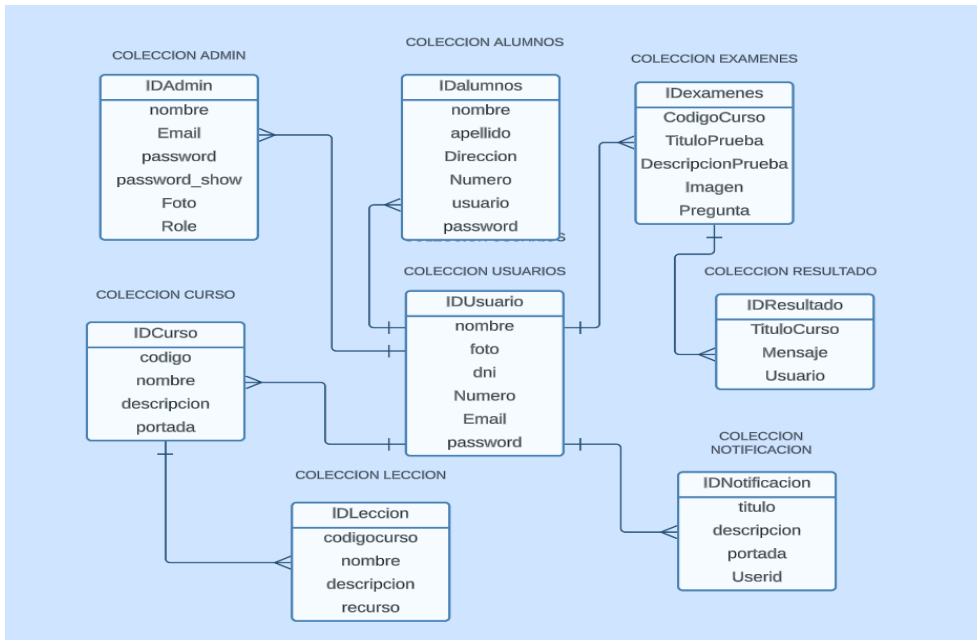 COLECCION ADMIN
IDAdmin
nombre
Email
password
password_show
Foto
Role
COLECCION ALUMNOS
IDalumnos
nombre
apellido
Direccion
Numero
usuario
password
COLECCION EXAMENES
IDexamenes
CodigoCurso
TituloPrueba
DescripcionPrueba
Imagen
Pregunta
COLECCION CURSO
IDCurso
codigo
nombre
descripcion
portada
COLECCION USUARIOS
IDUsuario
nombre
foto
dni
Numero
Email
password
COLECCION RESULTADO
IDResultado
TituloCurso
Mensaje
Usuario
COLECCION LECCION
IDLeccion
codigocurso
nombre
descripcion
recurso
COLECCION
NOTIFICACION
IDNotificacion
titulo
descripcion
portada
Userid